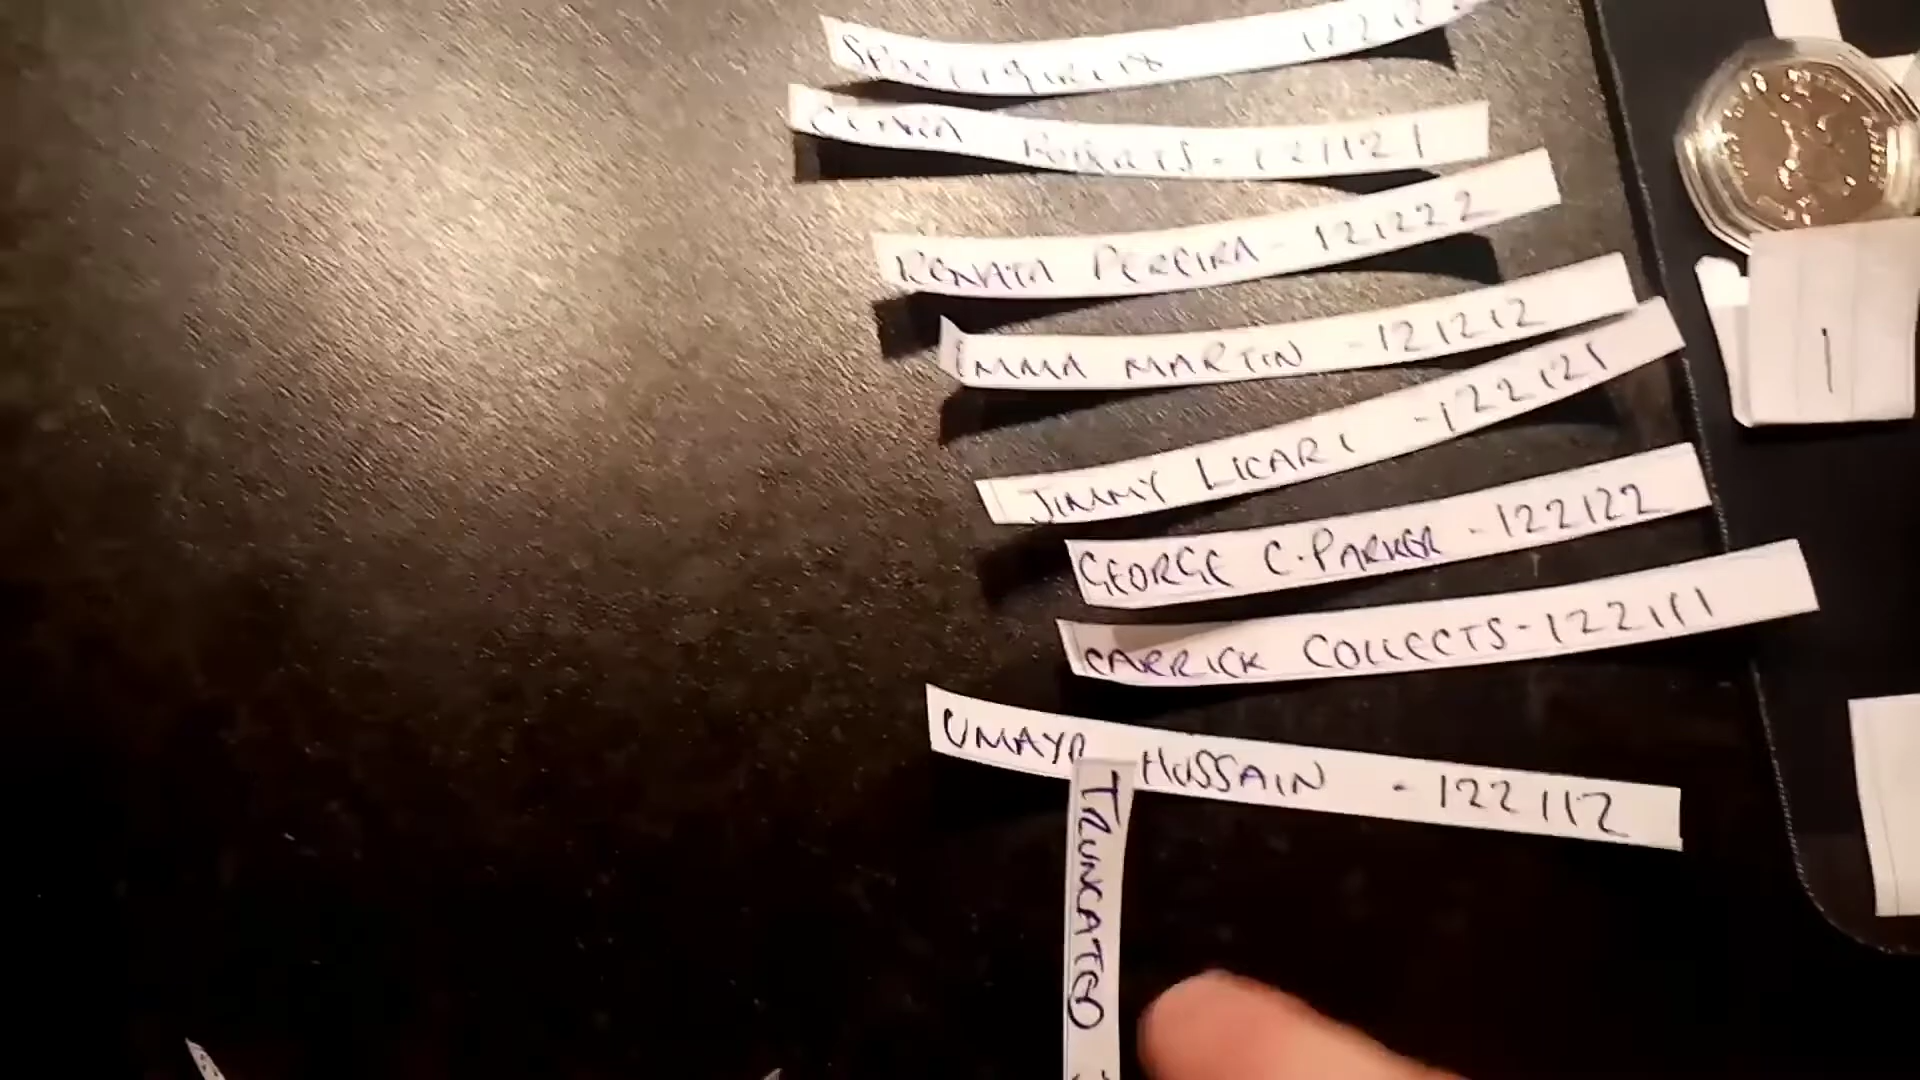 ROBERTS - 121121
RENATA PEREIRA - 121222
EMMA MARTIN - 121212
JIMMY LICARI - 122121
GEORGE C. PARKER - 122122
CARRICK COLLECTS - 122111
UMAYR HUSSAIN - 122112
TRUNCATED
1